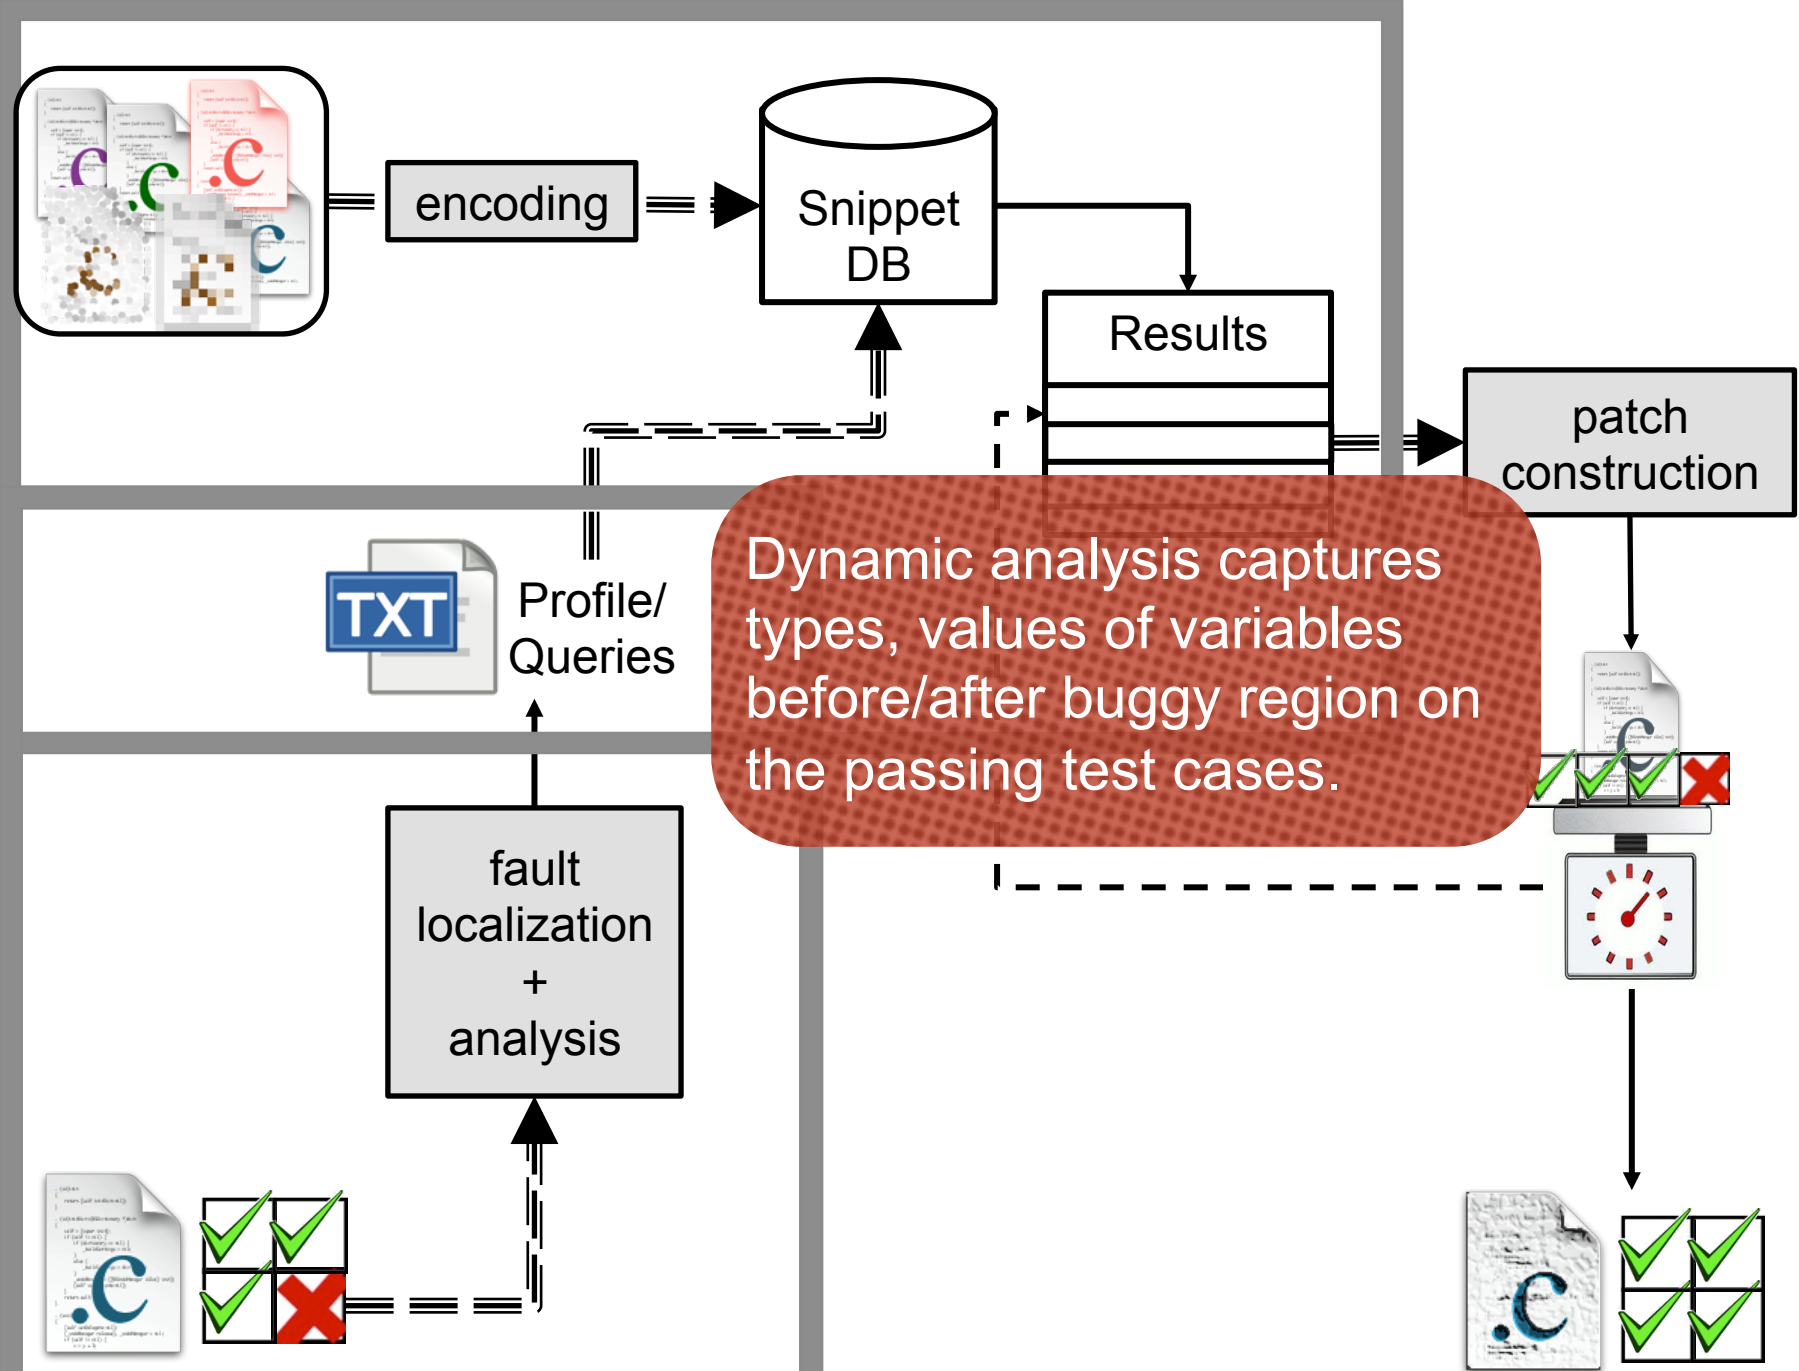 encoding
Snippet
DB
Results
patch
construction
TXT
Profile/
Queries
Dynamic analysis captures
types, values of variables
before/after buggy region on
the passing test cases.
fault
localization
+
analysis
.c
.c
.c
.c
.c
.c
.c